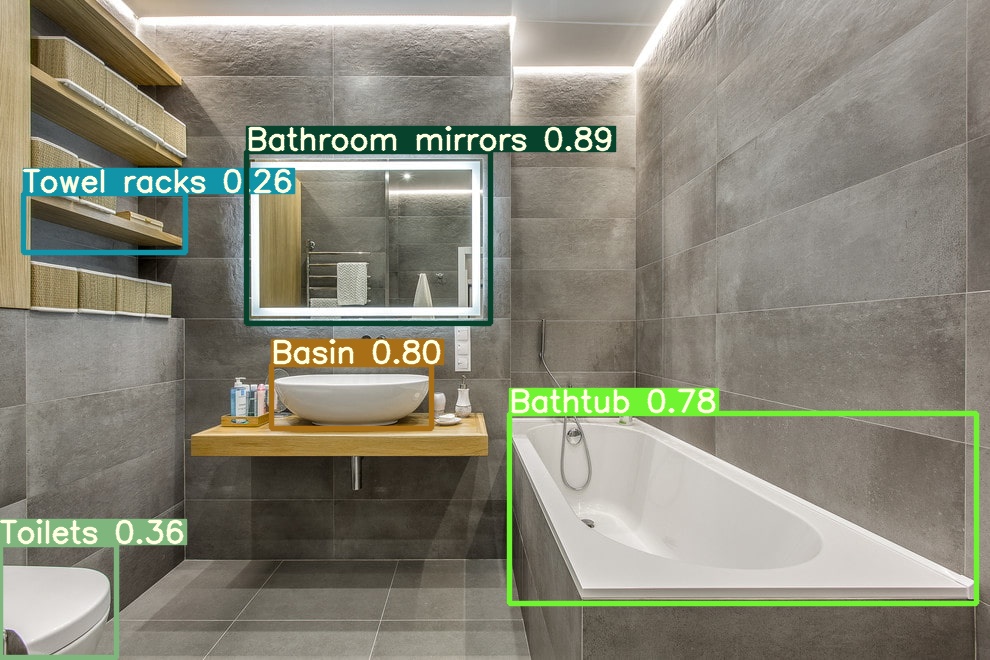 Bathroom mirrors 0.89
Towel racks 0.26
Basin 0.80
Bathtub 0.78
Toilets 0.36